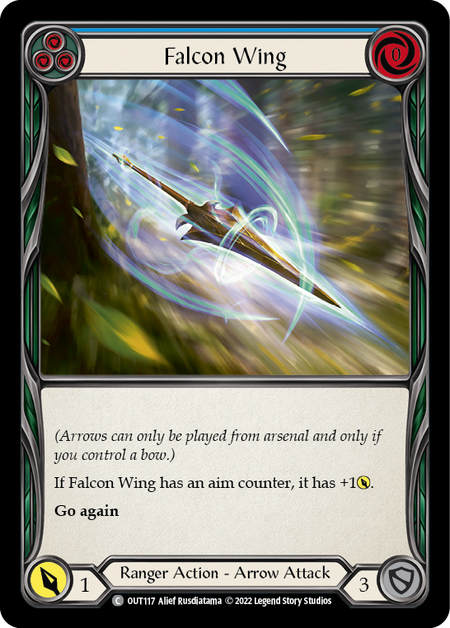 Falcon Wing
0
(Arrows can only be played from arsenal and only if
you control a bow.)
If Falcon Wing has an aim counter, it has +1.
Go again
1
Ranger Action - Arrow Attack
3
C OUT117 Alief Rusdiatama © 2022 Legend Story Studios